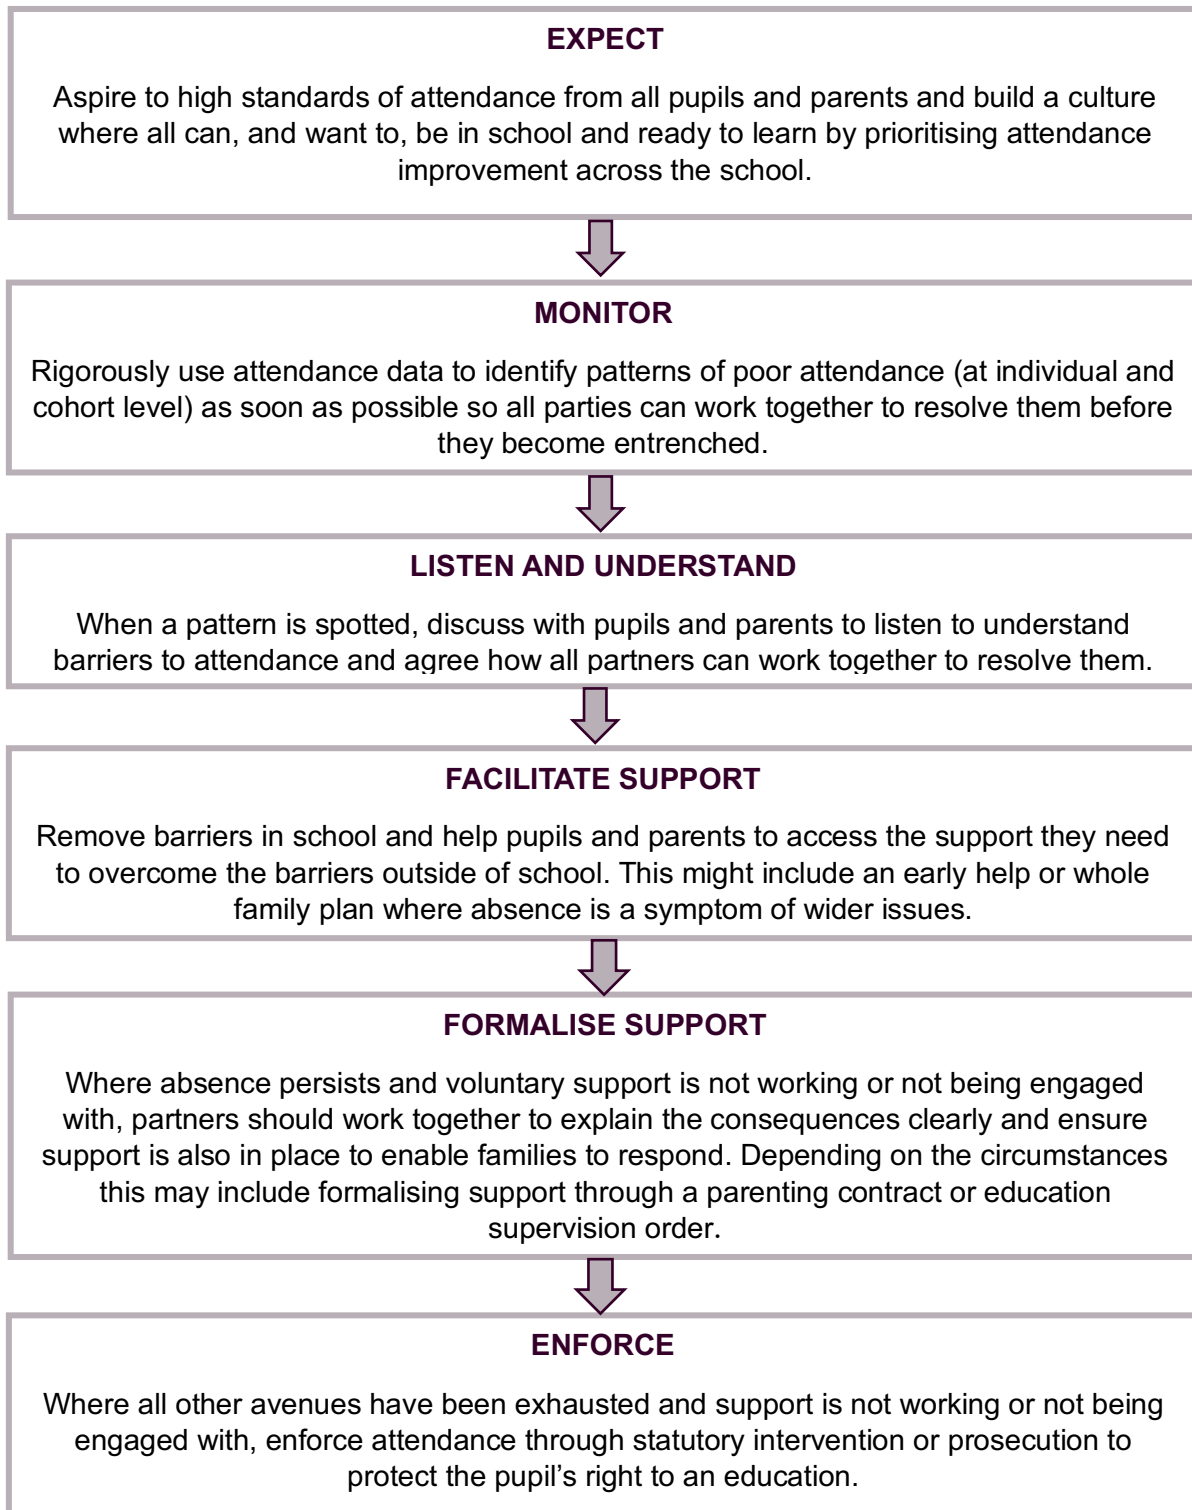 EXPECT
Aspire to high standards of attendance from all pupils and parents and build a culture
where all can, and want to, be in school and ready to learn by prioritising attendance
improvement across the school.
MONITOR
Rigorously use attendance data to identify patterns of poor attendance (at individual and
cohort level) as soon as possible so all parties can work together to resolve them before
they become entrenched.
LISTEN AND UNDERSTAND
When a pattern is spotted, discuss with pupils and parents to listen to understand
barriers to attendance and agree how all partners can work together to resolve them.
FACILITATE SUPPORT
Remove barriers in school and help pupils and parents to access the support they need
to overcome the barriers outside of school. This might include an early help or whole
family plan where absence is a symptom of wider issues.
FORMALISE SUPPORT
Where absence persists and voluntary support is not working or not being engaged
with, partners should work together to explain the consequences clearly and ensure
support is also in place to enable families to respond. Depending on the circumstances
this may include formalising support through a parenting contract or education
supervision order.
ENFORCE
Where all other avenues have been exhausted and support is not working or not being
engaged with, enforce attendance through statutory intervention or prosecution to
protect the pupil’s right to an education.